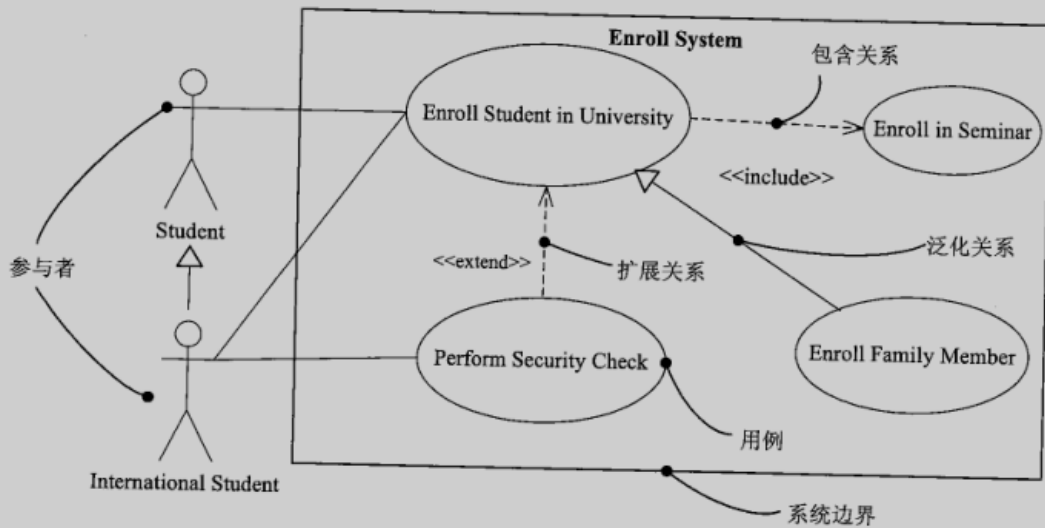 Enroll System
包含关系
Enroll Student in University
Enroll in Seminar
<<include>>
Student
参与者
<<extend>>
扩展关系
泛化关系
Perform Security Check
Enroll Family Member
用例
International Student
系统边界